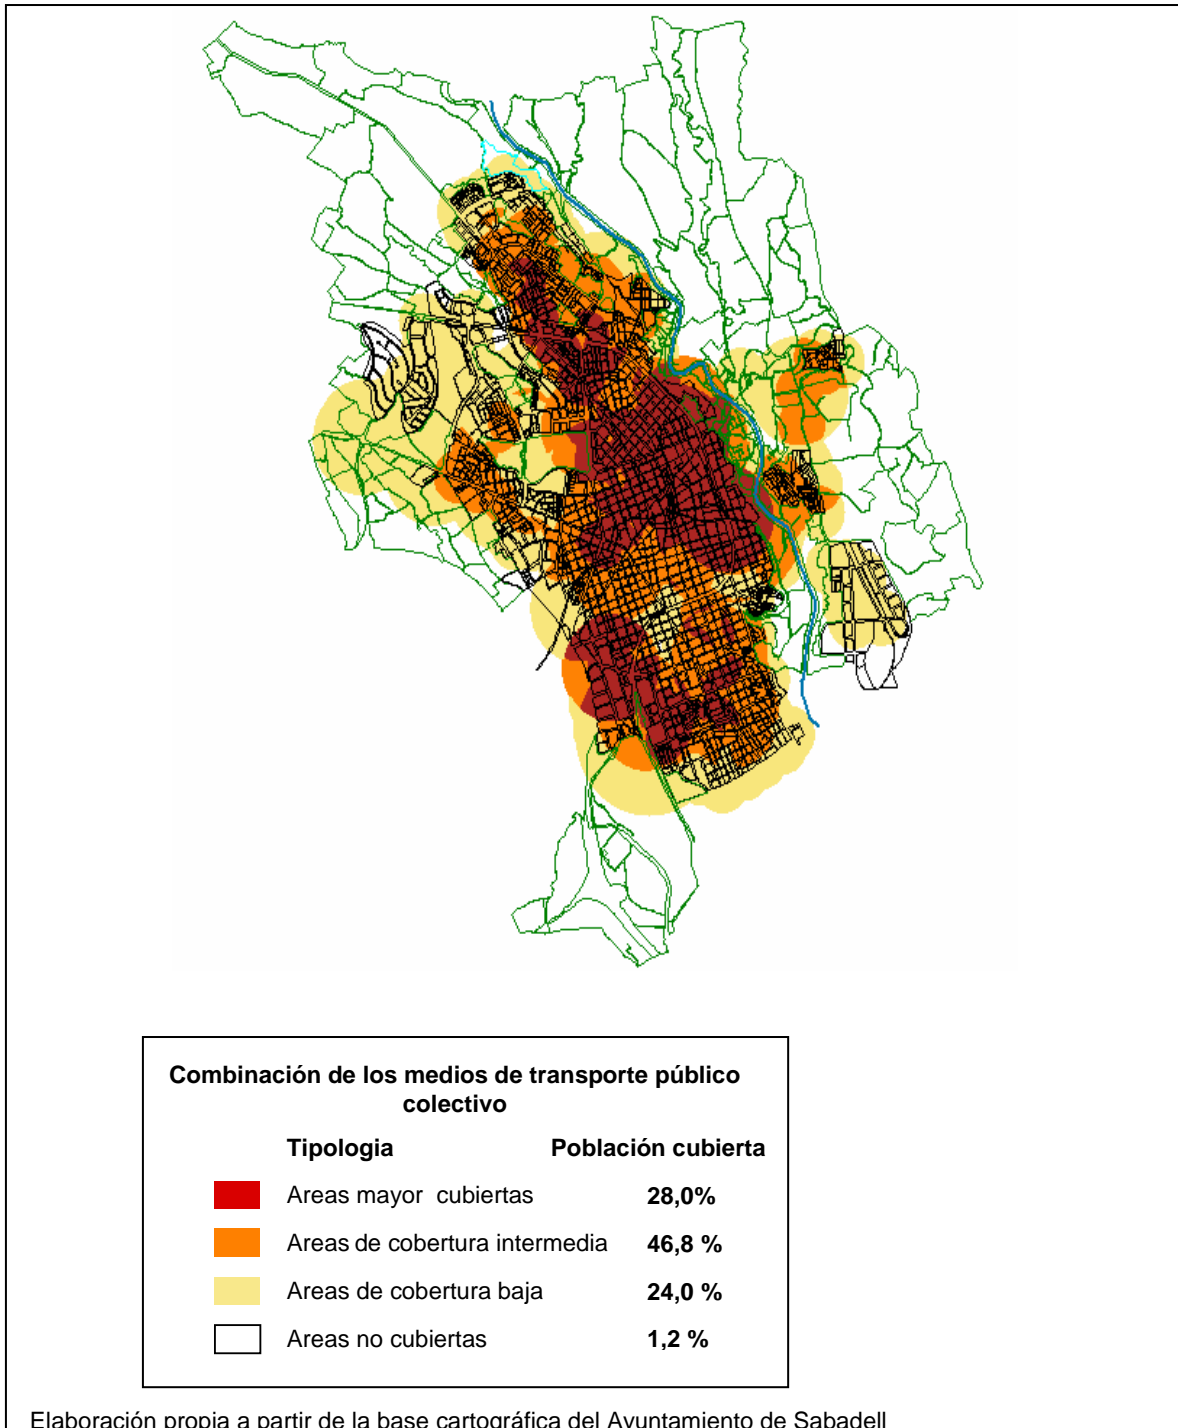 Combinación de los medios de transporte público
colectivo
Tipologia Población cubierta
Areas mayor cubiertas 28,0%
Areas de cobertura intermedia 46,8 %
Areas de cobertura baja 24,0 %
Areas no cubiertas 1,2 %
Elaboración propia a partir de la base cartográfica del Ayuntamiento de Sabadell